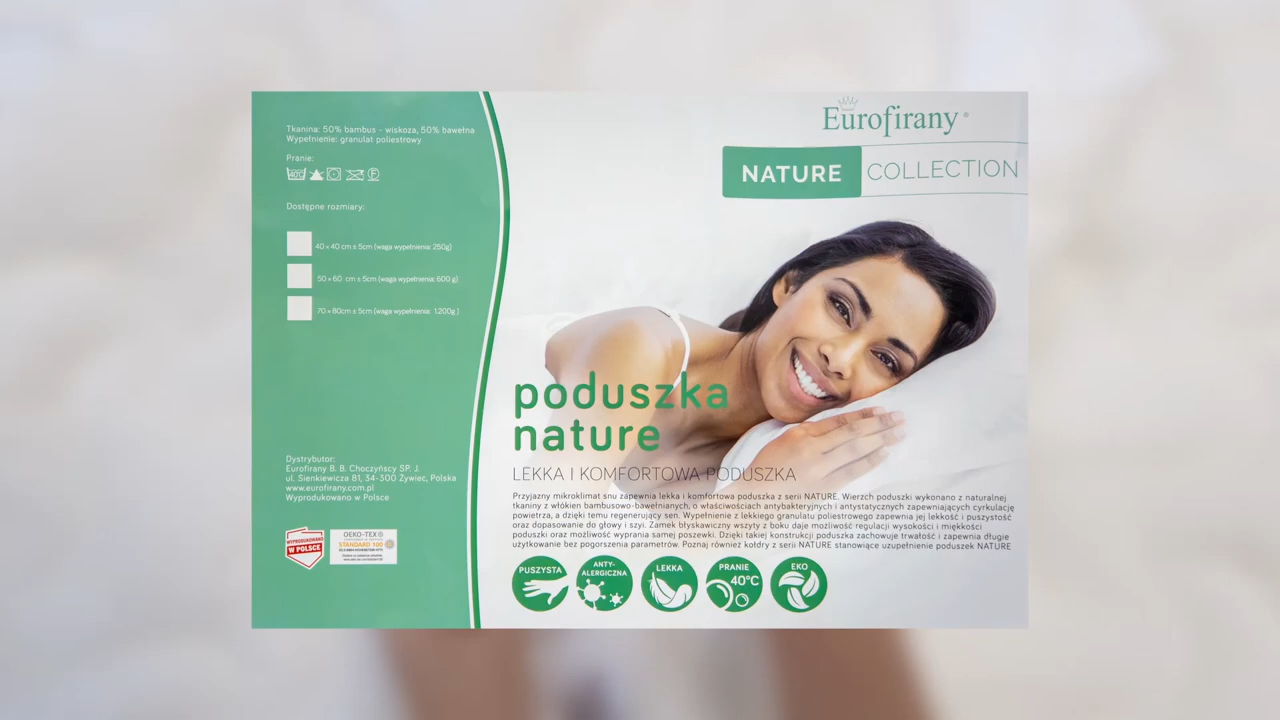 Tkanina: 50% bambus - wiskoza, 50% bawełna
Wypełnienie: granulat poliestrowy
Pranie:
40°C
Dostępne rozmiary:
40 x 40 cm ± 5cm (waga wypełnienia: 250g)
50 x 60 cm ± 5cm (waga wypełnienia: 600 g)
70 x 80cm ± 5cm (waga wypełnienia: 1.200g )
Dystrybutor:
Eurofirany B. B. Choczyńscy SP. J.
ul. Sienkiewicza 81, 34-300 Żywiec, Polska
www.eurofirany.com.pl
Wyprodukowano w Polsce
WYPRODUKOWANO
W POLSCE
OEKO-TEX®
STANDARD 100
Eurofirany®
NATURE COLLECTION
poduszka
nature
LEKKA I KOMFORTOWA PODUSZKA
Przyjazny mikroklimat snu zapewnia lekka i komfortowa poduszka z serii NATURE. Wierzch poduszki wykonano z naturalnej
tkaniny z włókien bambusowo-bawełnianych, o właściwościach antybakteryjnych i antystatycznych zapewniających cyrkulację
powietrza, a dzięki temu regenerujący sen. Wypełnienie z lekkiego granulatu poliestrowego zapewnia jej lekkość i puszystość
oraz dopasowanie do głowy i szyi. Zamek błyskawiczny wszyty z boku daje możliwość regulacji wysokości i miękkości
poduszki oraz możliwość wyprania samej poszewki. Dzięki takiej konstrukcji poduszka zachowuje trwałość i zapewnia długie
użytkowanie bez pogorszenia parametrów. Poznaj również kołdry z serii NATURE stanowiące uzupełnienie poduszek NATURE
PUSZYSTA
ANTY-
ALERGICZNA
LEKKA
PRANIE
40°C
EKO